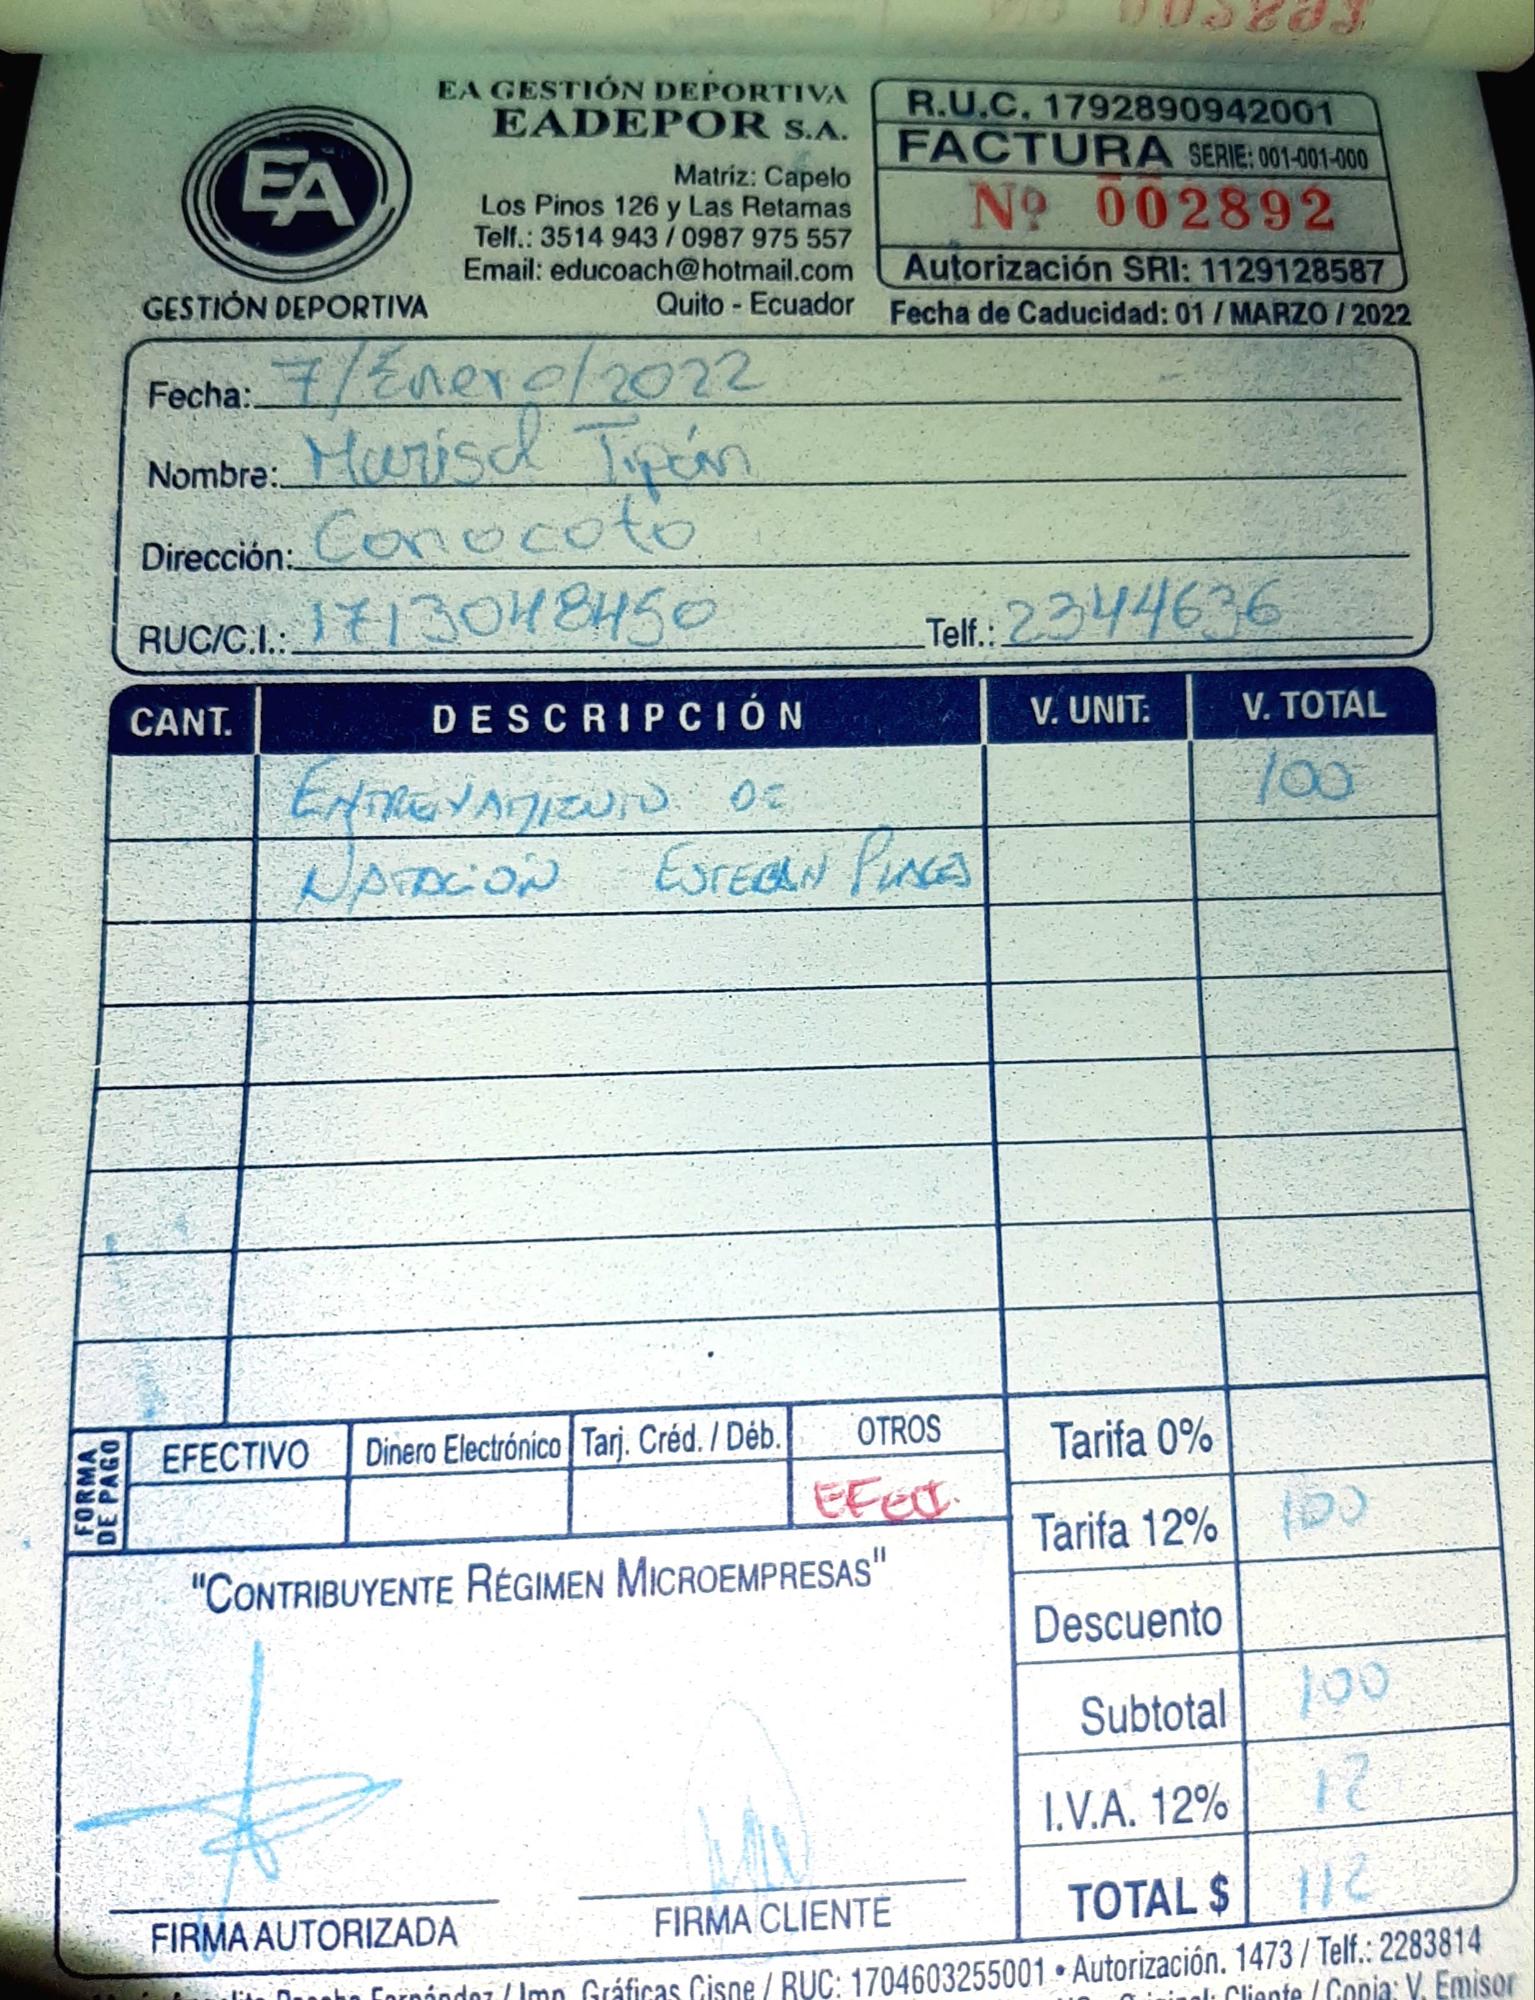 EA GESTIÓN DEPORTIVA
EADEPOR S.A.
EA
GESTIÓN DEPORTIVA
Matriz: Capelo
Los Pinos 126 y Las Retamas
Telf.: 3514 943 / 0987 975 557
Email: educoach@hotmail.com
Quito - Ecuador
R.U.C. 1792890942001
FACTURA SERIE: 001-001-000
Nº 002892
Autorización SRI: 1129128587
Fecha de Caducidad: 01 / MARZO / 2022
Fecha: 7/Enero/2022
Nombre: Marisol Tipán
Dirección: Conocoto
RUC/C.I.: 1713048450 Telf.: 2344636
CANT. DESCRIPCIÓN V. UNIT: V. TOTAL
ENTRENAMIENTO DE 100
NATACIÓN ESTEBAN
FORMA DE PAGO
EFECTIVO Dinero Electrónico Tarj. Créd. / Déb. OTROS
EFECT.
Tarifa 0%
Tarifa 12% 100
Descuento
Subtotal 100
I.V.A. 12% 12
TOTAL $ 112
"CONTRIBUYENTE RÉGIMEN MICROEMPRESAS"
FIRMA AUTORIZADA FIRMA CLIENTE
Fernández / Imp. Gráficas Cisne / RUC: 1704603255001 • Autorización. 1473 / Telf.: 2283814
Original: Cliente / Copia: V. Emisor